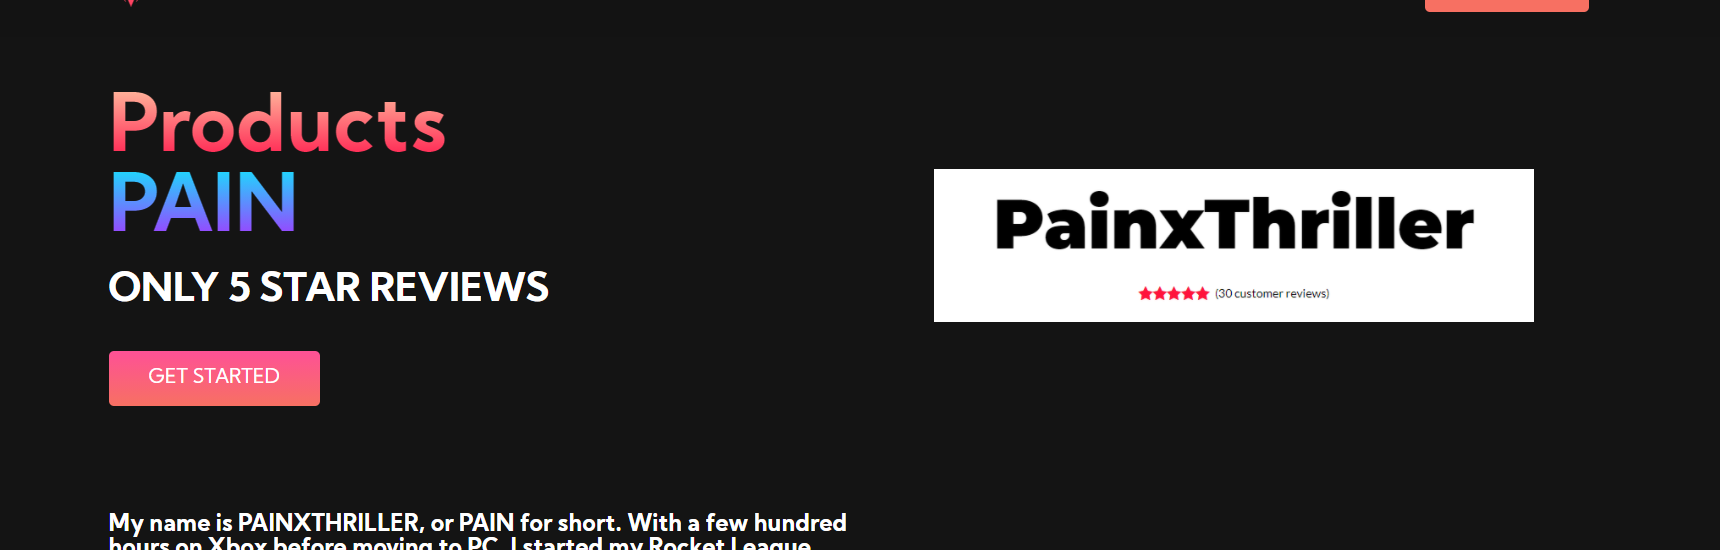 Products
PAIN
ONLY 5 STAR REVIEWS
GET STARTED
PainxThriller
(30 customer reviews)
My name is PAINXTHRILLER, or PAIN for short. With a few hundred
hours on Xbox before moving to PC, I started my Rocket League